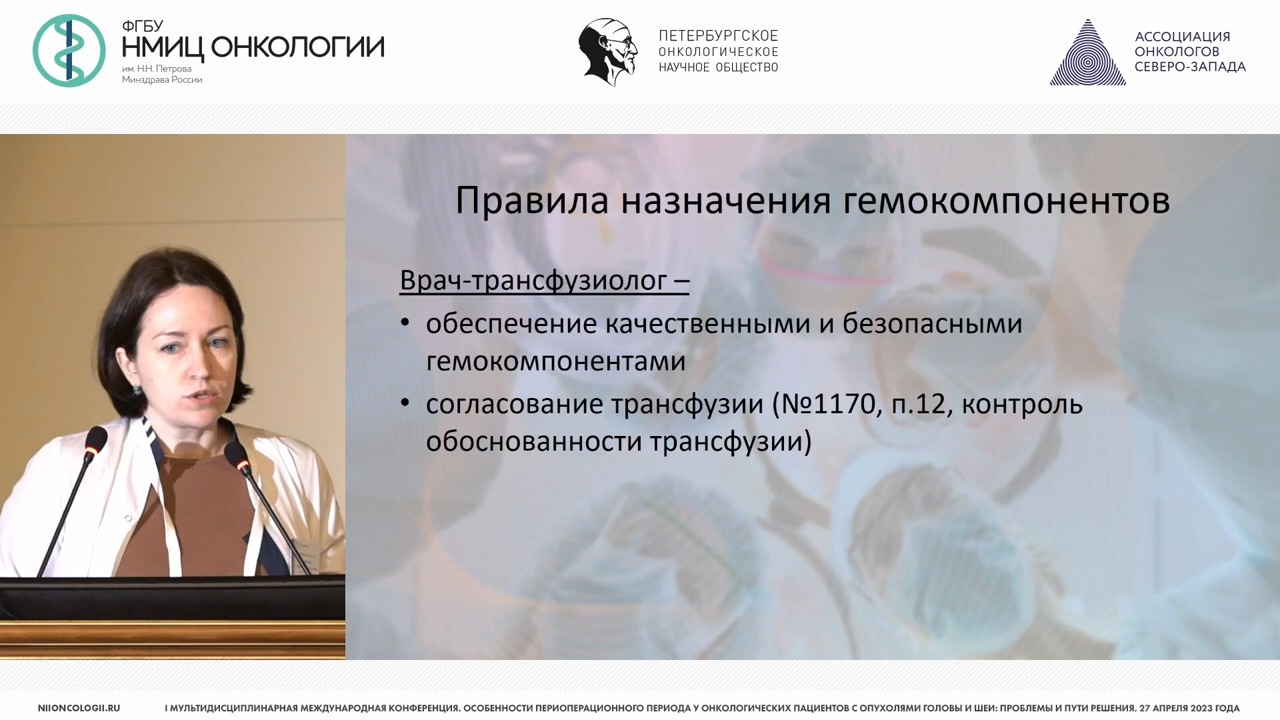 ФГБУ
НМИЦ ОНКОЛОГИИ
им. Н.Н. Петрова
Минздрава России
ПЕТЕРБУРГСКОЕ
ОНКОЛОГИЧЕСКОЕ
НАУЧНОЕ ОБЩЕСТВО
АССОЦИАЦИЯ
ОНКОЛОГОВ
СЕВЕРО-ЗАПАДА
Правила назначения гемокомпонентов
Врач-трансфузиолог –
• обеспечение качественными и безопасными
гемокомпонентами
• согласование трансфузии (№1170, п.12, контроль
обоснованности трансфузии)
NIIONCOLOGII.RU
I МУЛЬТИДИСЦИПЛИНАРНАЯ МЕЖДУНАРОДНАЯ КОНФЕРЕНЦИЯ. ОСОБЕННОСТИ ПЕРИОПЕРАЦИОННОГО ПЕРИОДА У ОНКОЛОГИЧЕСКИХ ПАЦИЕНТОВ С ОПУХОЛЯМИ ГОЛОВЫ И ШЕИ: ПРОБЛЕМЫ И ПУТИ РЕШЕНИЯ. 27 АПРЕЛЯ 2023 ГОДА